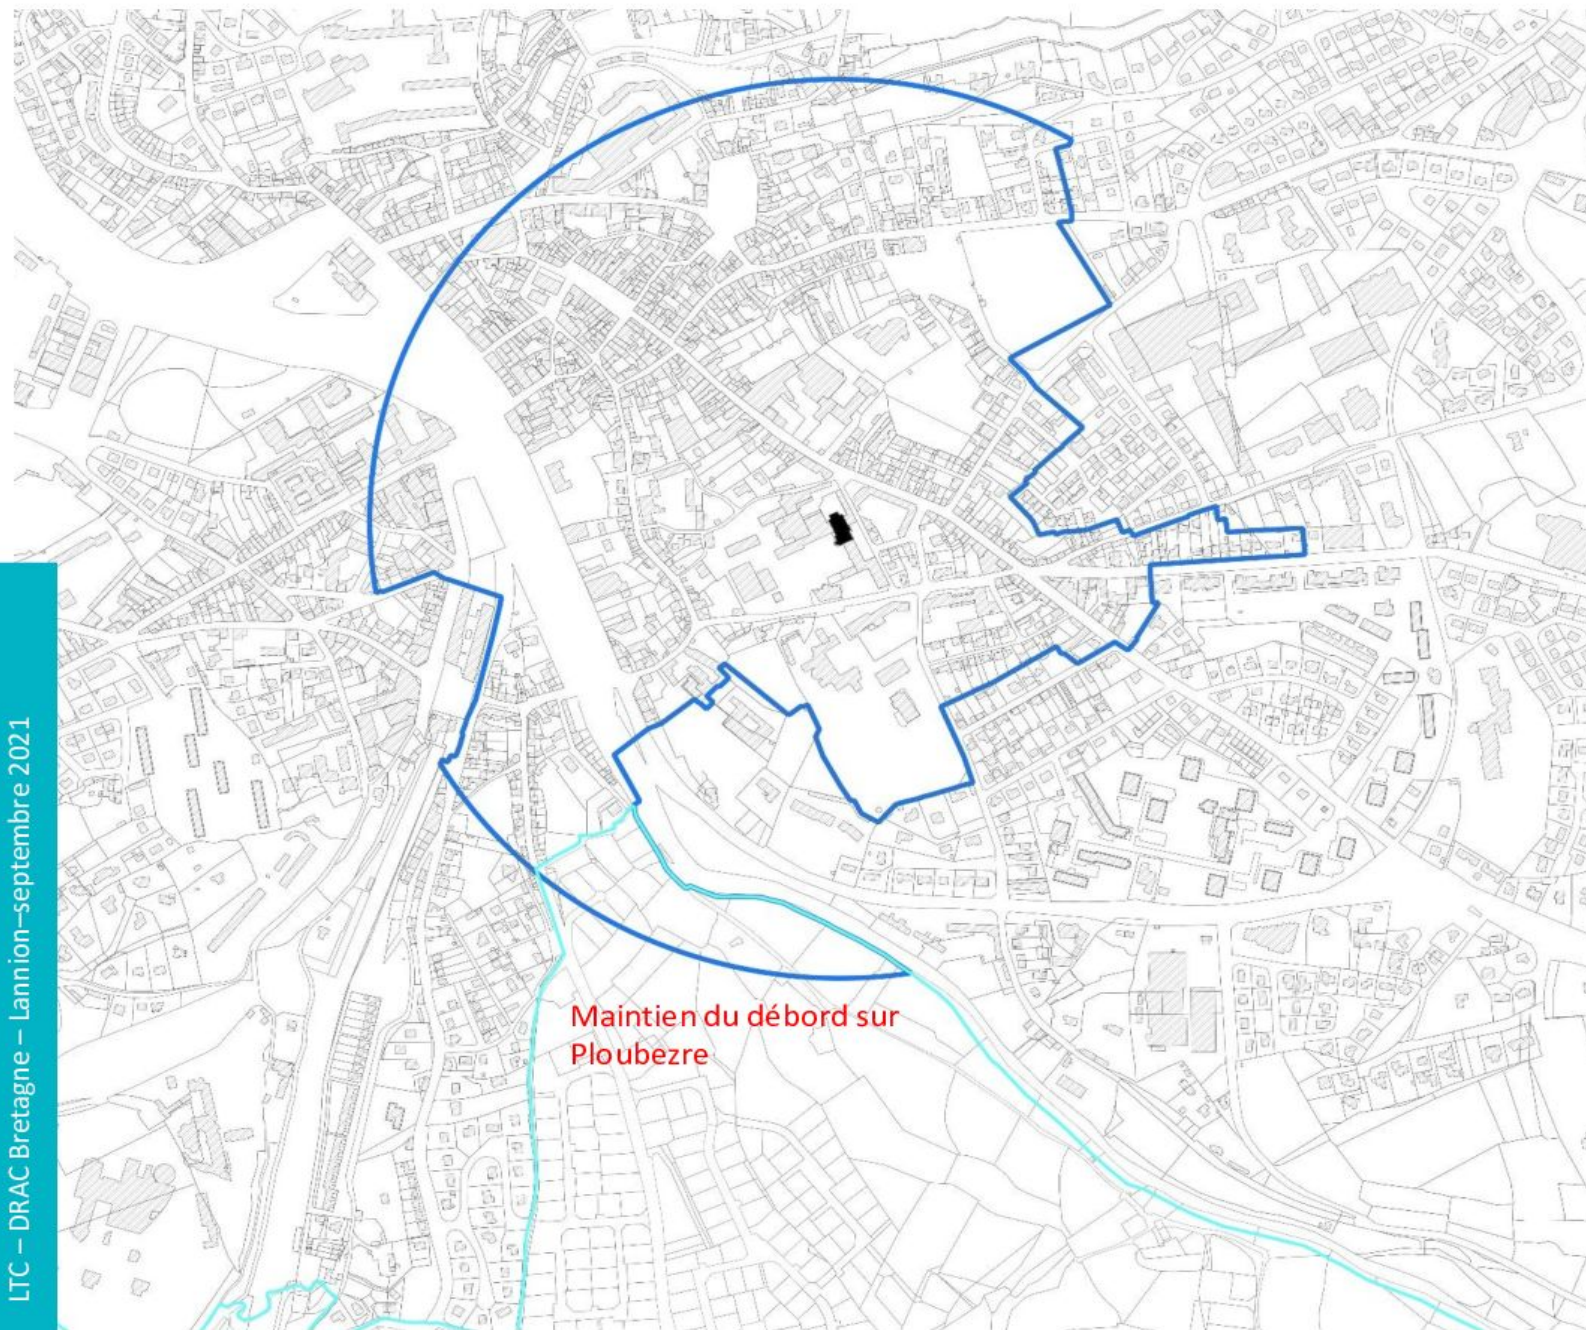 LTC – DRAC Bretagne – Lannion–septembre 2021
Maintien du débord sur
Ploubezre